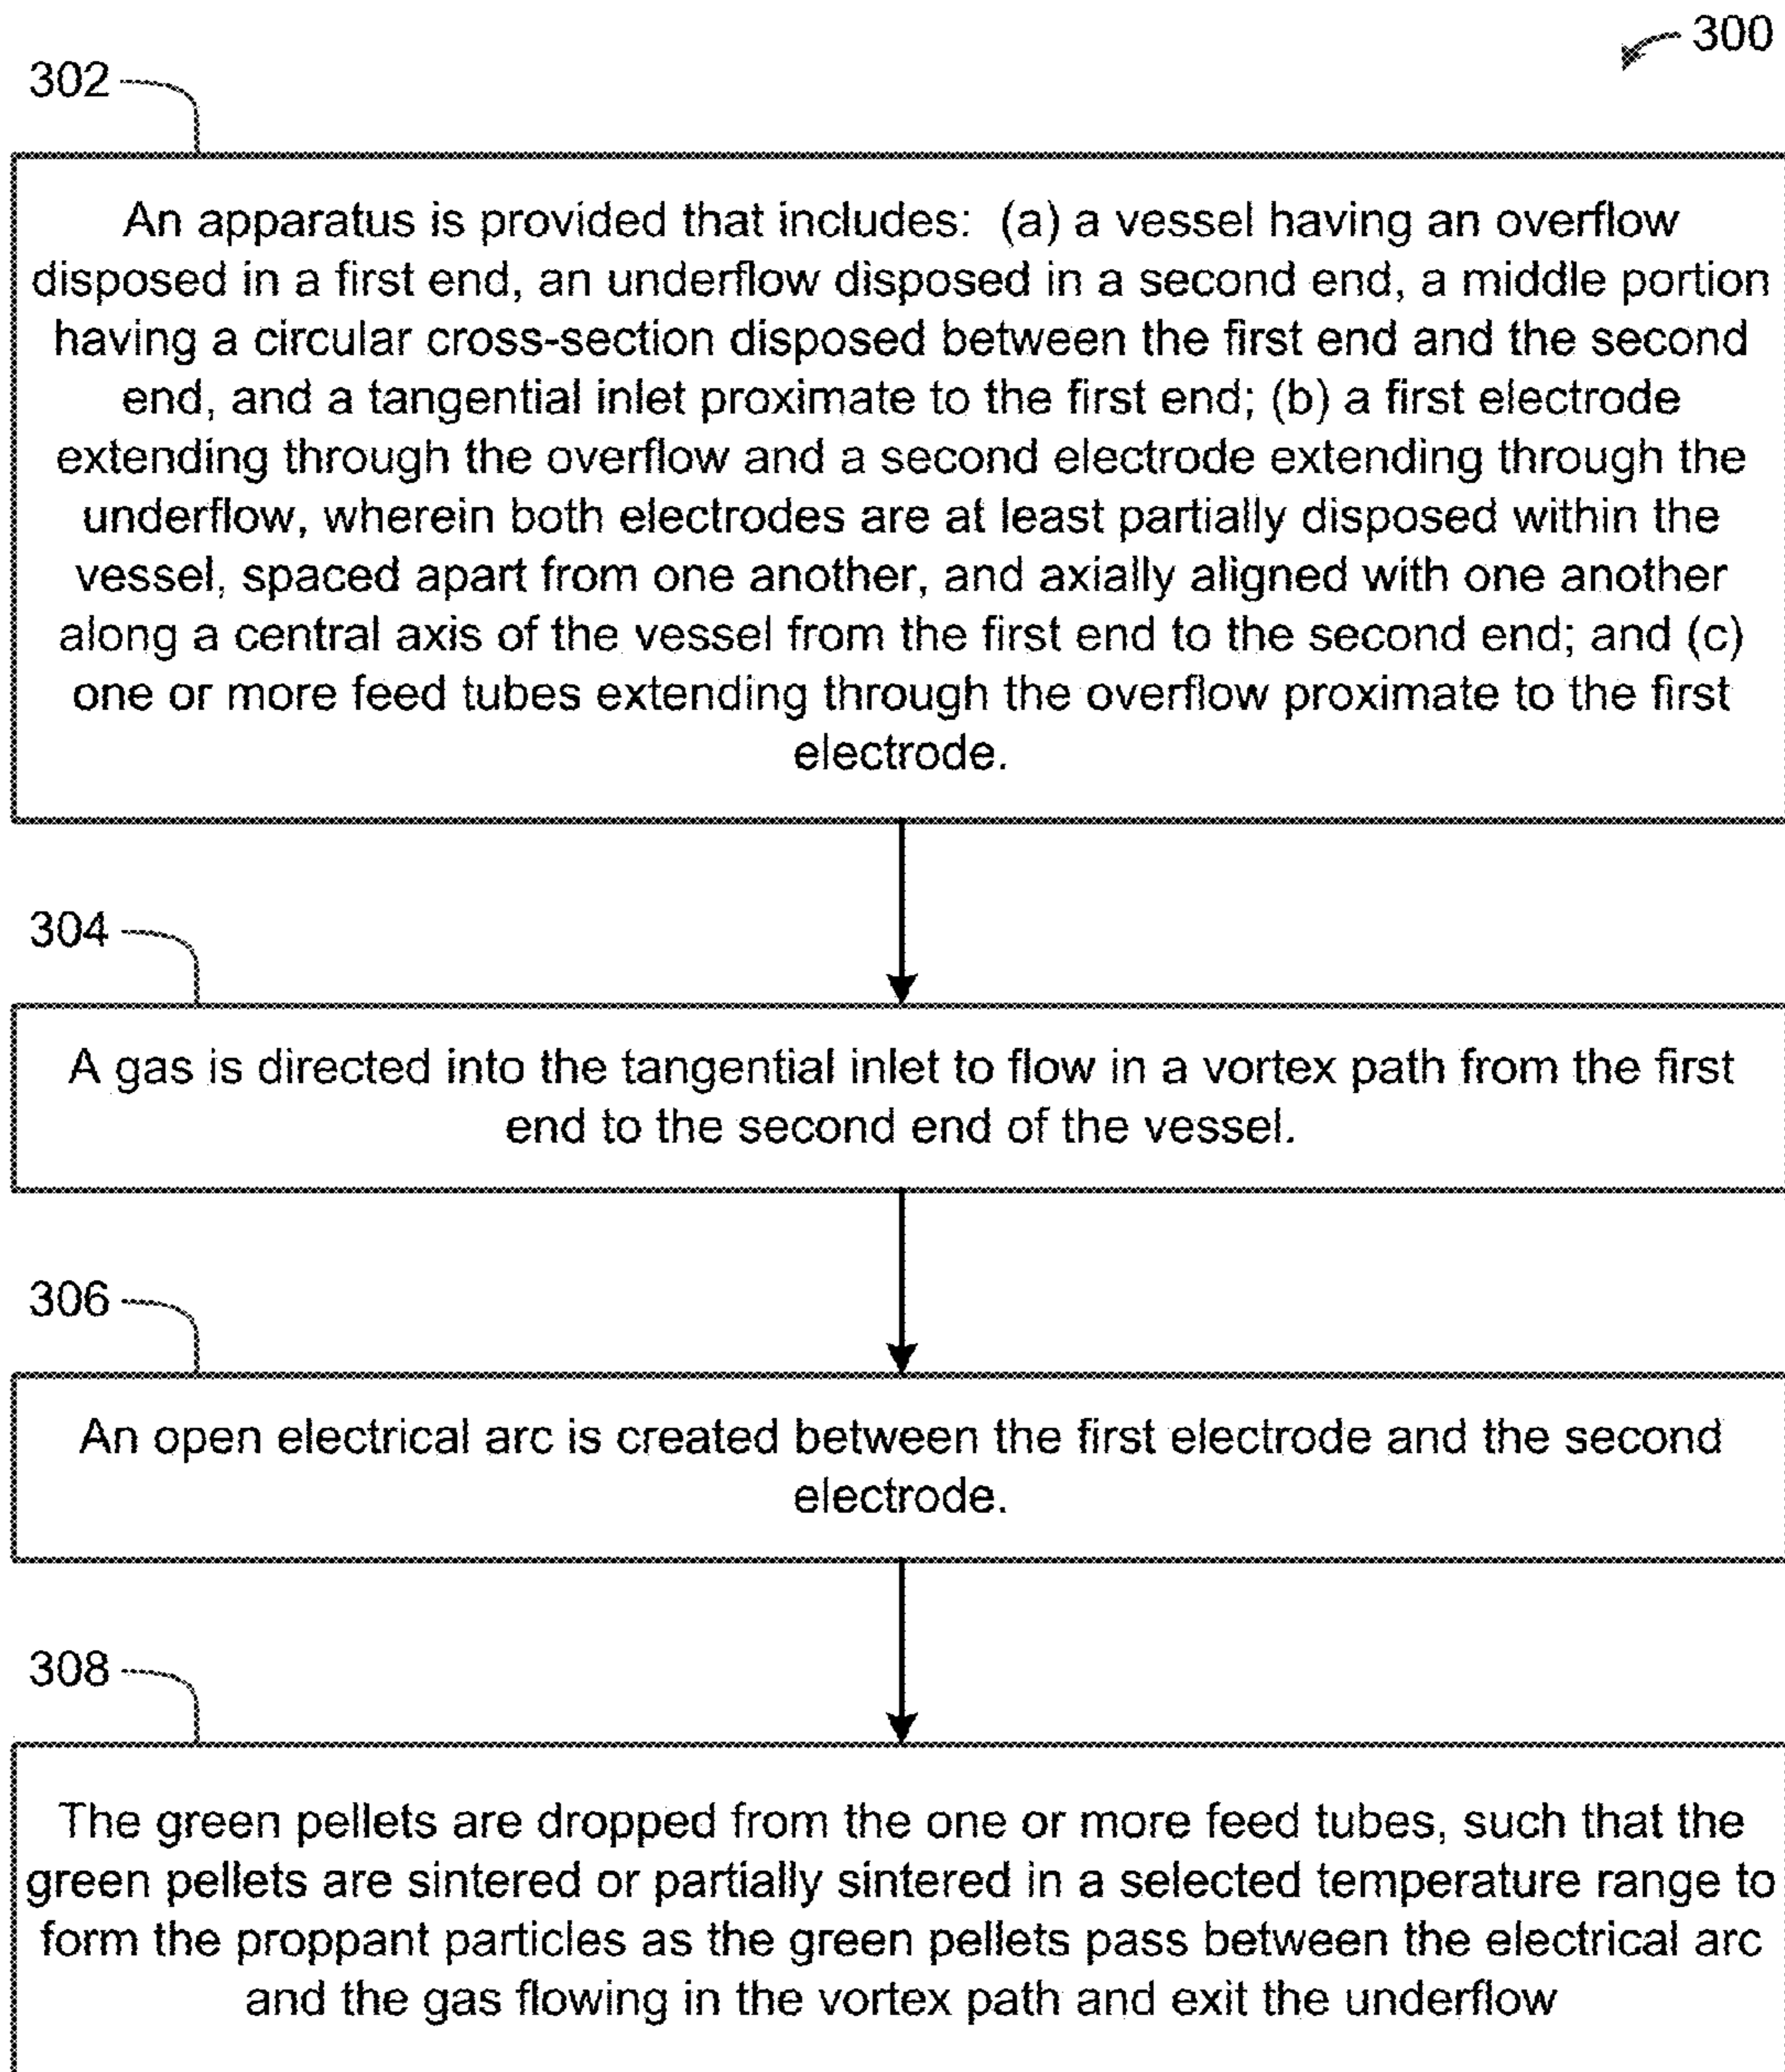 300
302
An apparatus is provided that includes: (a) a vessel having an overflow
disposed in a first end, an underflow disposed in a second end, a middle portion
having a circular cross-section disposed between the first end and the second
end, and a tangential inlet proximate to the first end; (b) a first electrode
extending through the overflow and a second electrode extending through the
underflow, wherein both electrodes are at least partially disposed within the
vessel, spaced apart from one another, and axially aligned with one another
along a central axis of the vessel from the first end to the second end; and (c)
one or more feed tubes extending through the overflow proximate to the first
electrode.
304
A gas is directed into the tangential inlet to flow in a vortex path from the first
end to the second end of the vessel.
306
An open electrical arc is created between the first electrode and the second
electrode.
308
The green pellets are dropped from the one or more feed tubes, such that the
green pellets are sintered or partially sintered in a selected temperature range to
form the proppant particles as the green pellets pass between the electrical arc
and the gas flowing in the vortex path and exit the underflow